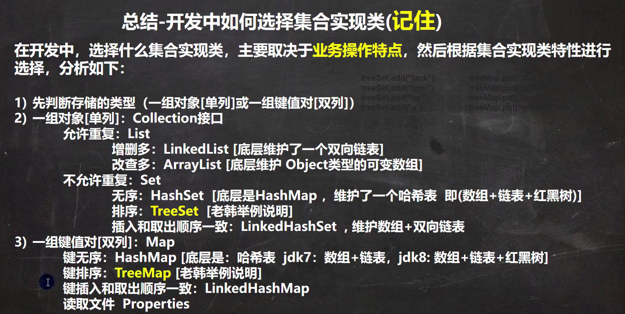 总结-开发中如何选择集合实现类(记住)
在开发中，选择什么集合实现类，主要取决于业务操作特点，然后根据集合实现类特性进行
选择，分析如下：
1) 先判断存储的类型（一组对象[单列]或一组键值对[双列]）
2) 一组对象[单列]：Collection接口
允许重复：List
增删多：LinkedList [底层维护了一个双向链表]
改查多：ArrayList [底层维护 Object类型的可变数组]
不允许重复：Set
无序：HashSet [底层是HashMap ，维护了一个哈希表 即(数组+链表+红黑树)]
排序：TreeSet [老韩举例说明]
插入和取出顺序一致：LinkedHashSet , 维护数组+双向链表
3) 一组键值对[双列]：Map
键无序：HashMap [底层是：哈希表 jdk7：数组+链表，jdk8: 数组+链表+红黑树]
键排序：TreeMap [老韩举例说明]
键插入和取出顺序一致：LinkedHashMap
读取文件 Properties